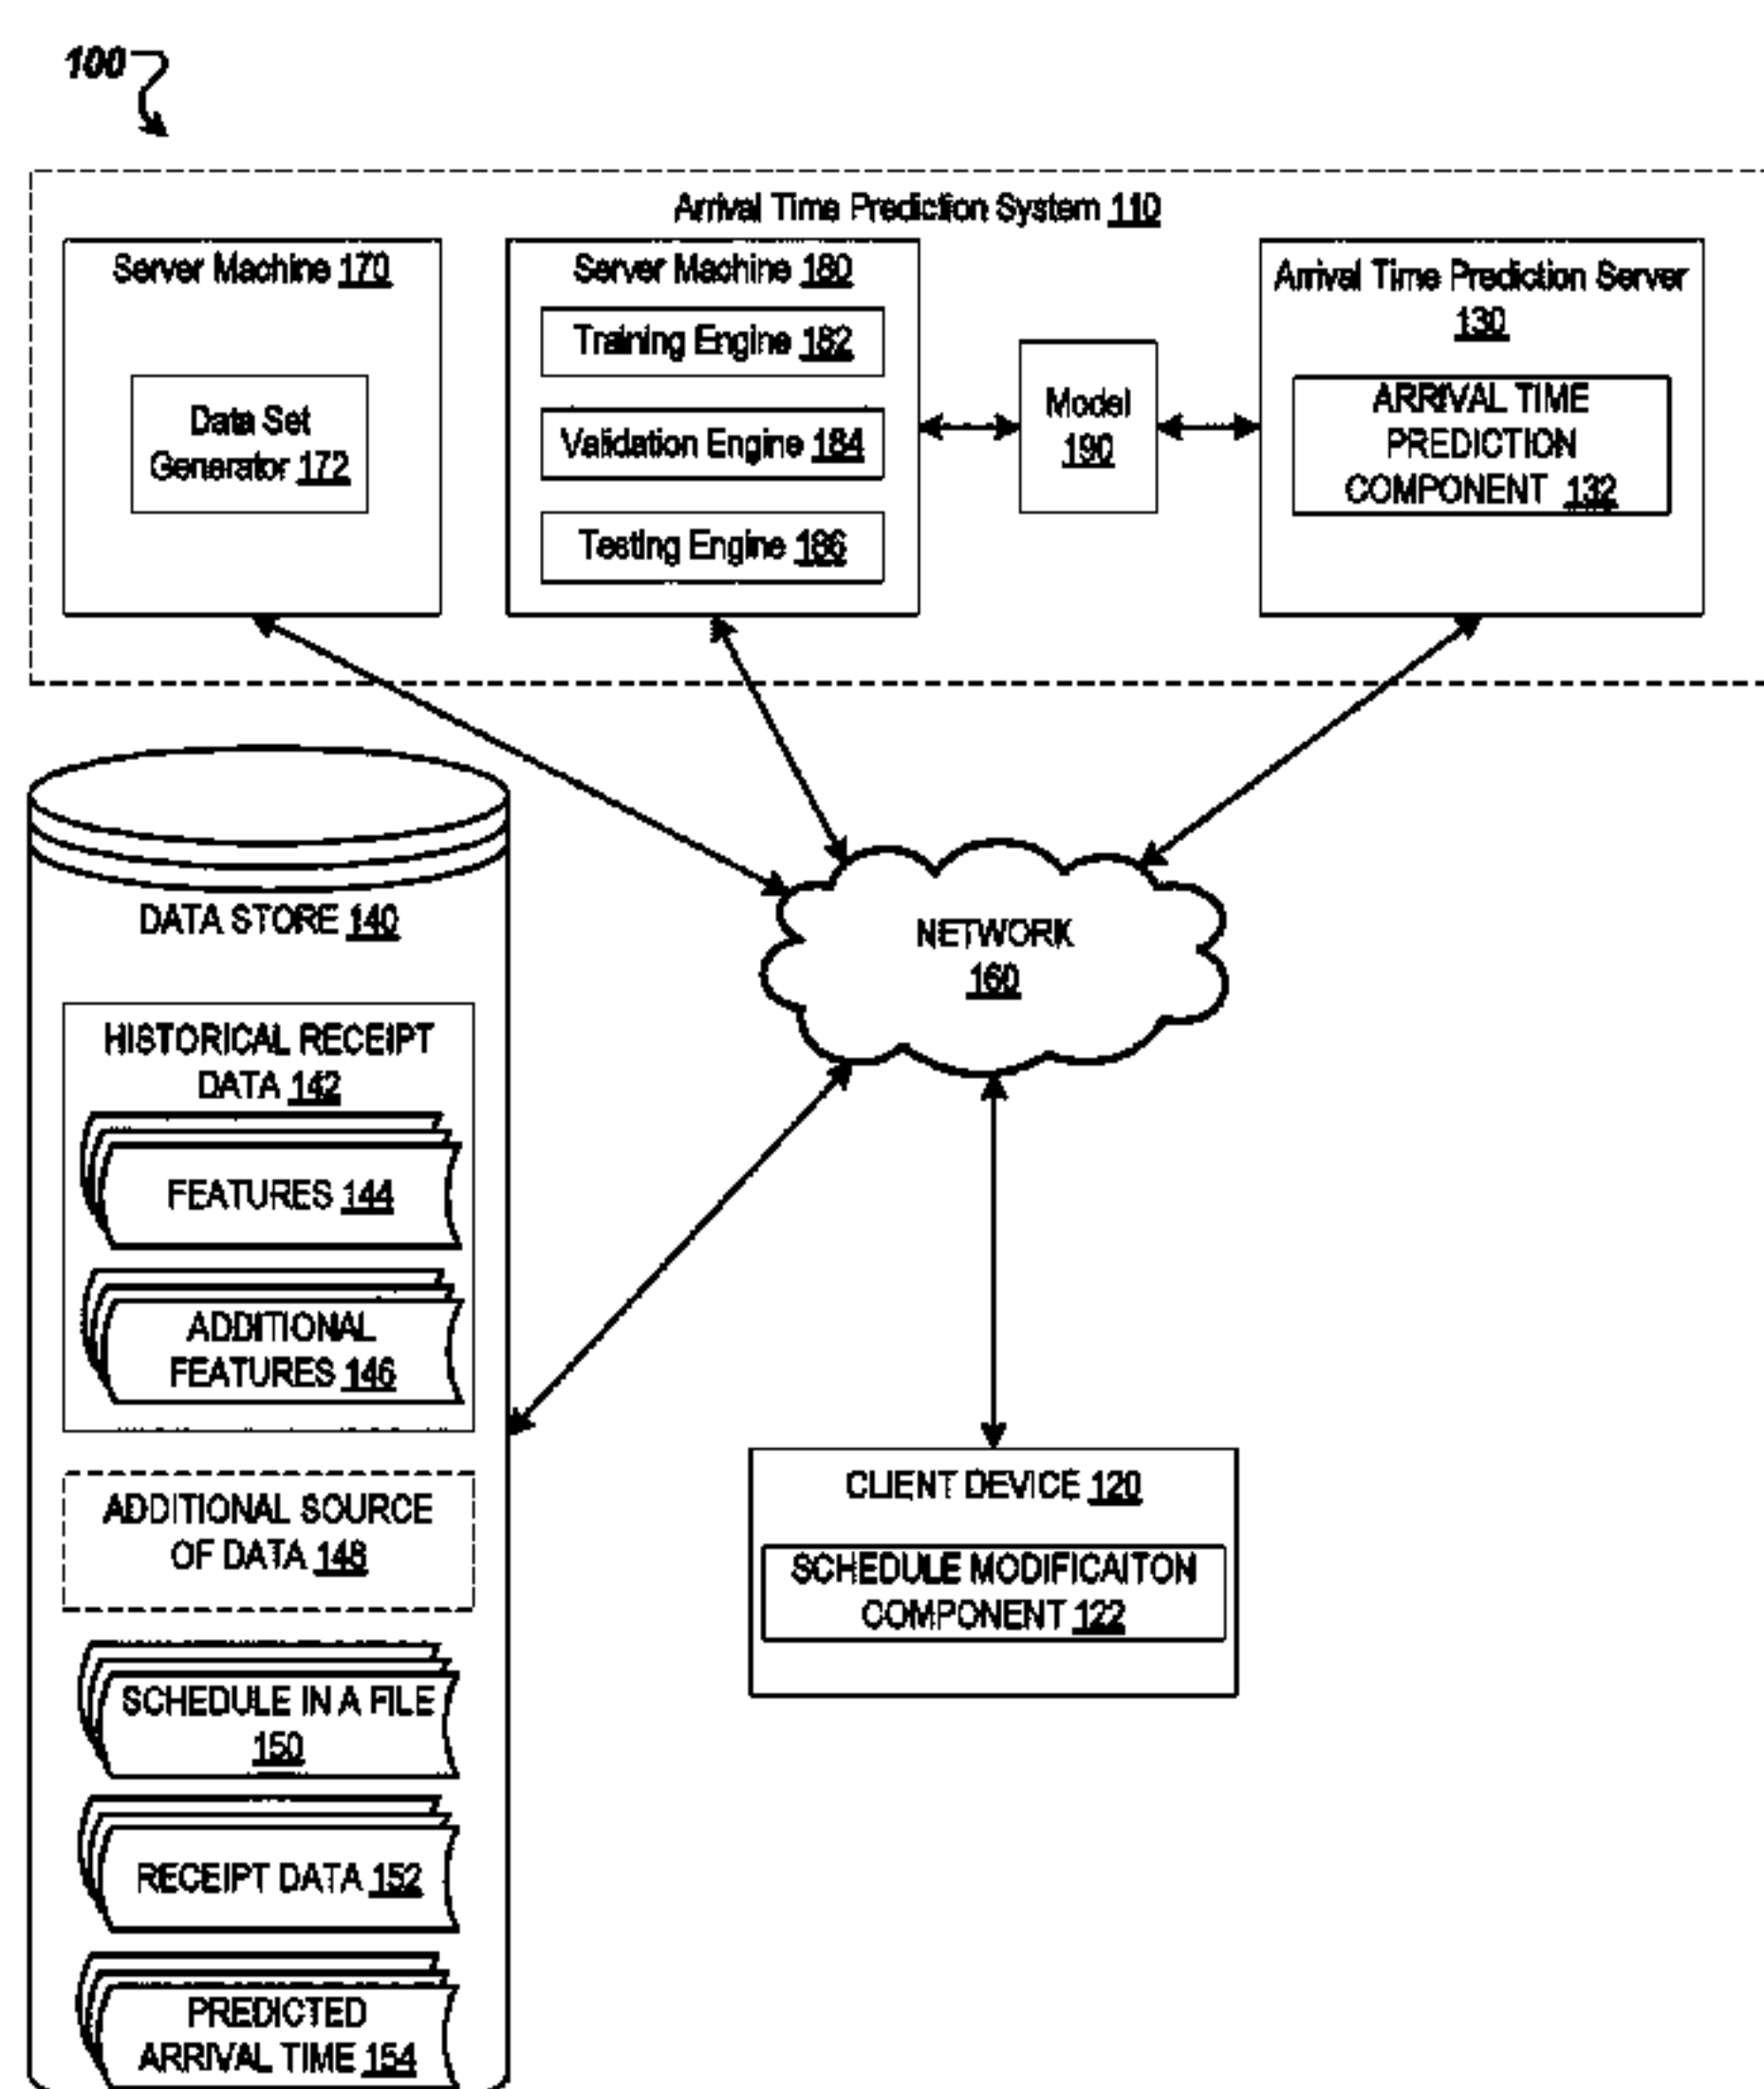 100
Arrival Time Prediction System 110
Server Machine 170
Data Set
Generator 172
Server Machine 180
Training Engine 182
Validation Engine 184
Testing Engine 186
Model
190
Arrival Time Prediction Server
130
ARRIVAL TIME
PREDICTION
COMPONENT 132
DATA STORE 140
HISTORICAL RECEIPT
DATA 142
FEATURES 144
ADDITIONAL
FEATURES 146
ADDITIONAL SOURCE
OF DATA 148
SCHEDULE IN A FILE
150
RECEIPT DATA 152
PREDICTED
ARRIVAL TIME 154
NETWORK
160
CLIENT DEVICE 120
SCHEDULE MODIFICAITON
COMPONENT 122